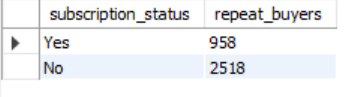 subscription_status repeat_buyers
Yes 958
No 2518